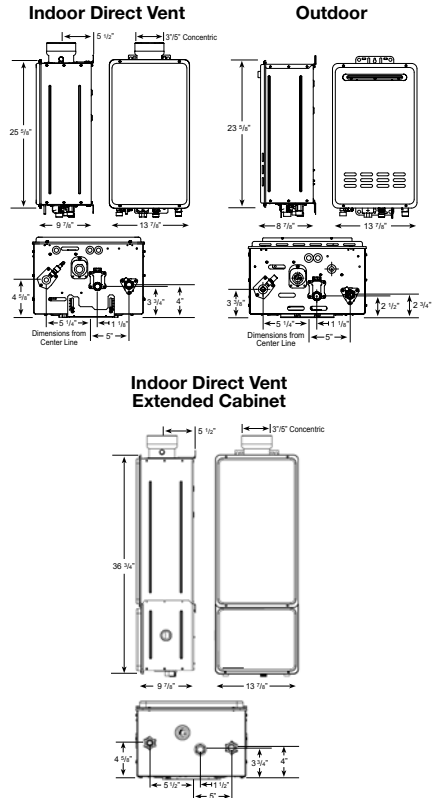 Indoor Direct Vent
5 1/2"
3"/5" Concentric
25 5/8"
9 7/8"
13 7/8"
4 5/8"
3 3/4"
4"
5 1/4"
1 1/8"
5"
Dimensions from
Center Line
Outdoor
23 5/8"
8 7/8"
13 7/8"
3 3/8"
2 1/2"
2 3/4"
5 1/4"
1 1/8"
5"
Dimensions from
Center Line
Indoor Direct Vent
Extended Cabinet
5 1/2"
3"/5" Concentric
36 3/4"
9 7/8"
13 7/8"
4 5/8"
3 3/4"
4"
5 1/2"
1 1/2"
5"